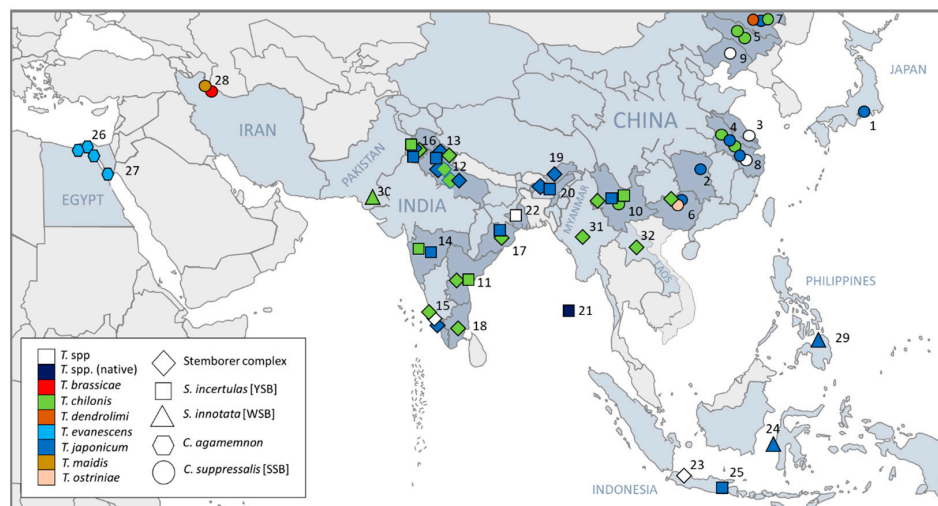 7
5
9
JAPAN
28
CHINA
4
3
1
26
IRAN
16
13
8
27
PAKISTAN
12
19
2
EGYPT
30
INDIA
20
MYANMAR
10
6
22
31
32
14
17
LAOS
PHILIPPINES
11
15
21
18
29
T. spp
T. spp. (native)
T. brassicae
T. chilonis
T. dendrolimi
T. evanescens
T. japonicum
T. maidis
T. ostriniae
Stemborer complex
S. incertulas [YSB]
S. innotata [WSB]
C. agamemnon
C. suppressalis [SSB]
24
23
25
INDONESIA